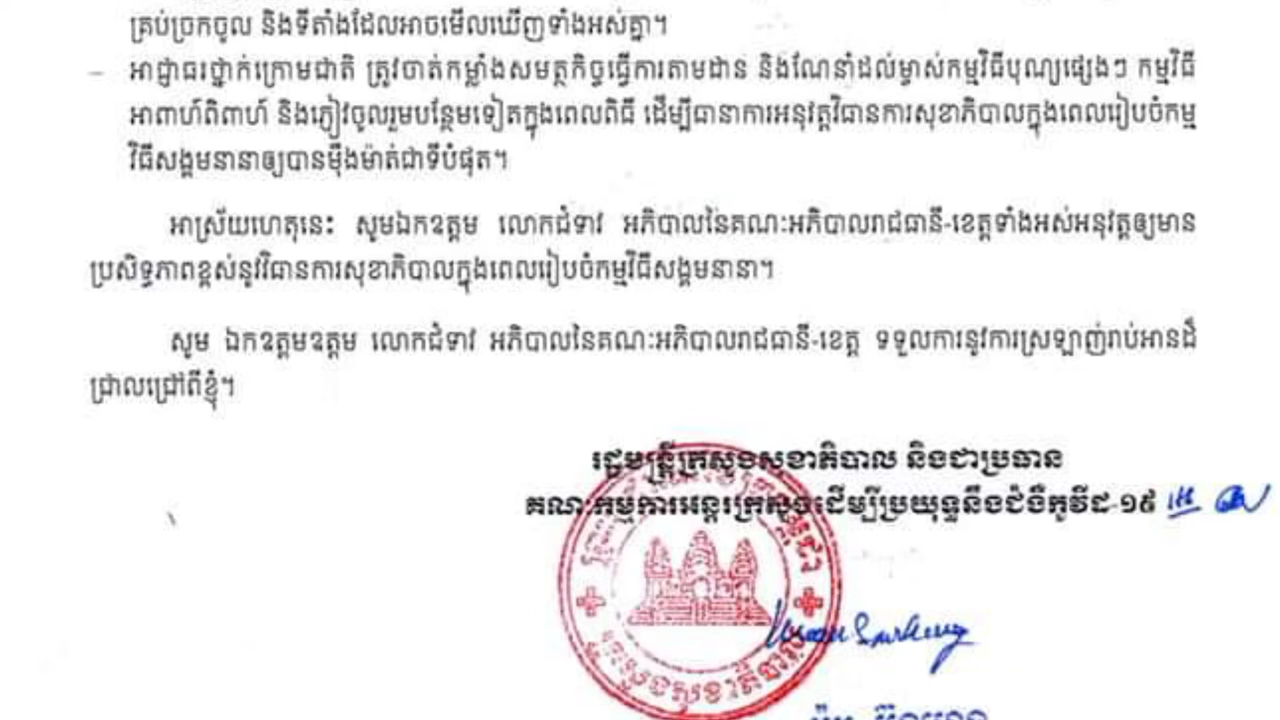 គ្រប់ច្រកចូល និងទីតាំងដែលអាចមើលឃើញទាំងអស់គ្នា។
– អាជ្ញាធរថ្នាក់ក្រោមជាតិ ត្រូវចាត់កម្លាំងសមត្ថកិច្ចធ្វើការតាមដាន និងណែនាំដល់ម្ចាស់កម្មវិធីបុណ្យផ្សេងៗ កម្មវិធី
អាពាហ៍ពិពាហ៍ និងភ្ញៀវចូលរួមបន្ថែមទៀតក្នុងពេលពិធី ដើម្បីធានាការអនុវត្តវិធានការសុខាភិបាលក្នុងពេលរៀបចំកម្ម
វិធីសង្គមនានាឲ្យបានម៉ឺងម៉ាត់ជាទីបំផុត។
អាស្រ័យហេតុនេះ សូមឯកឧត្តម លោកជំទាវ អភិបាលនៃគណៈអភិបាលរាជធានី-ខេត្តទាំងអស់អនុវត្តឲ្យមាន
ប្រសិទ្ធភាពខ្ពស់នូវវិធានការសុខាភិបាលក្នុងពេលរៀបចំកម្មវិធីសង្គមនានា។
សូម ឯកឧត្តមឧត្តម លោកជំទាវ អភិបាលនៃគណៈអភិបាលរាជធានី-ខេត្ត ទទួលការនូវការស្រឡាញ់រាប់អានដ៏
ជ្រាលជ្រៅពីខ្ញុំ។
រដ្ឋមន្ត្រីក្រសួងសុខាភិបាល និងជាប្រធាន
គណៈកម្មការអន្តរក្រសួងដើម្បីប្រយុទ្ធនឹងជំងឺកូវីដ-១៩
ក្រសួងសុខាភិបាល